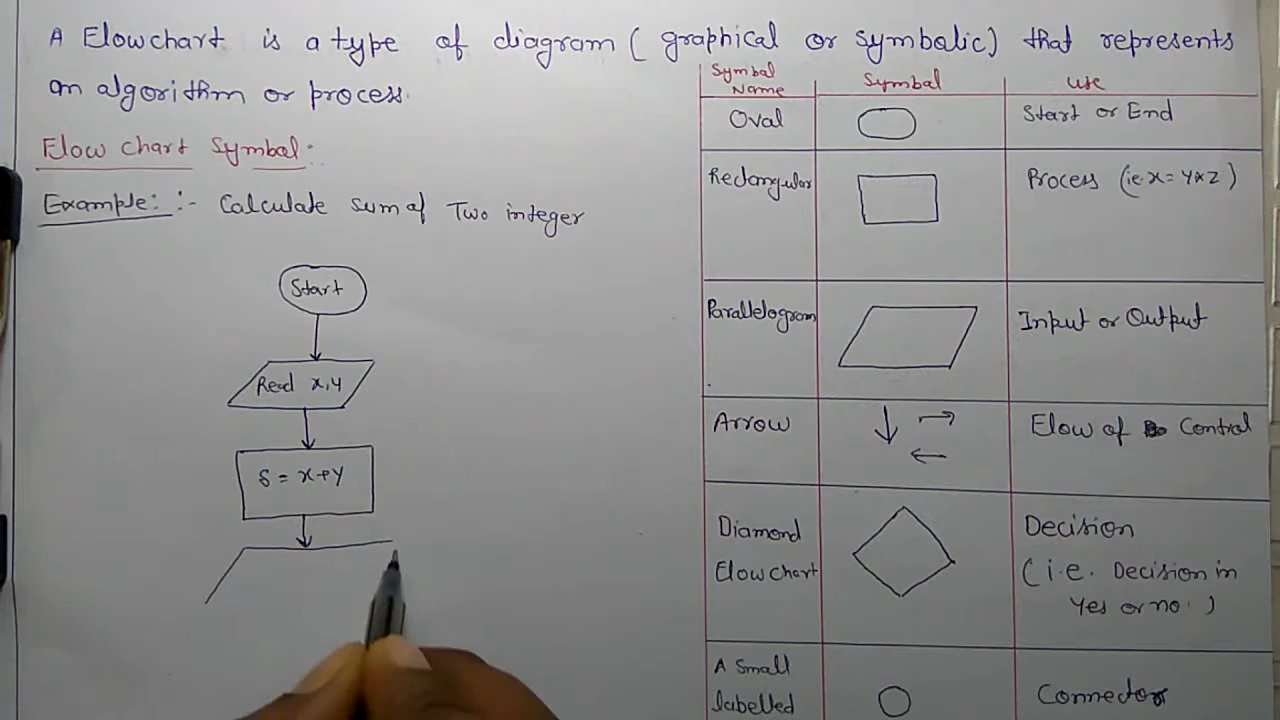 A Flowchart is a type of diagram ( graphical or symbolic) that represents
an algorithm or process.
Flow chart Symbol:-
Example: :- Calculate sum of Two integer
Start
Read x,y
S = x+y
Symbol Name Symbol Use
Oval Start or End
Rectangular Process (i.e. x = y*z)
Parallelogram Input or Output
Arrow Flow of Control
Diamond Decision
Flowchart (i.e. Decision in
Yes or no.)
A Small
labelled Connector